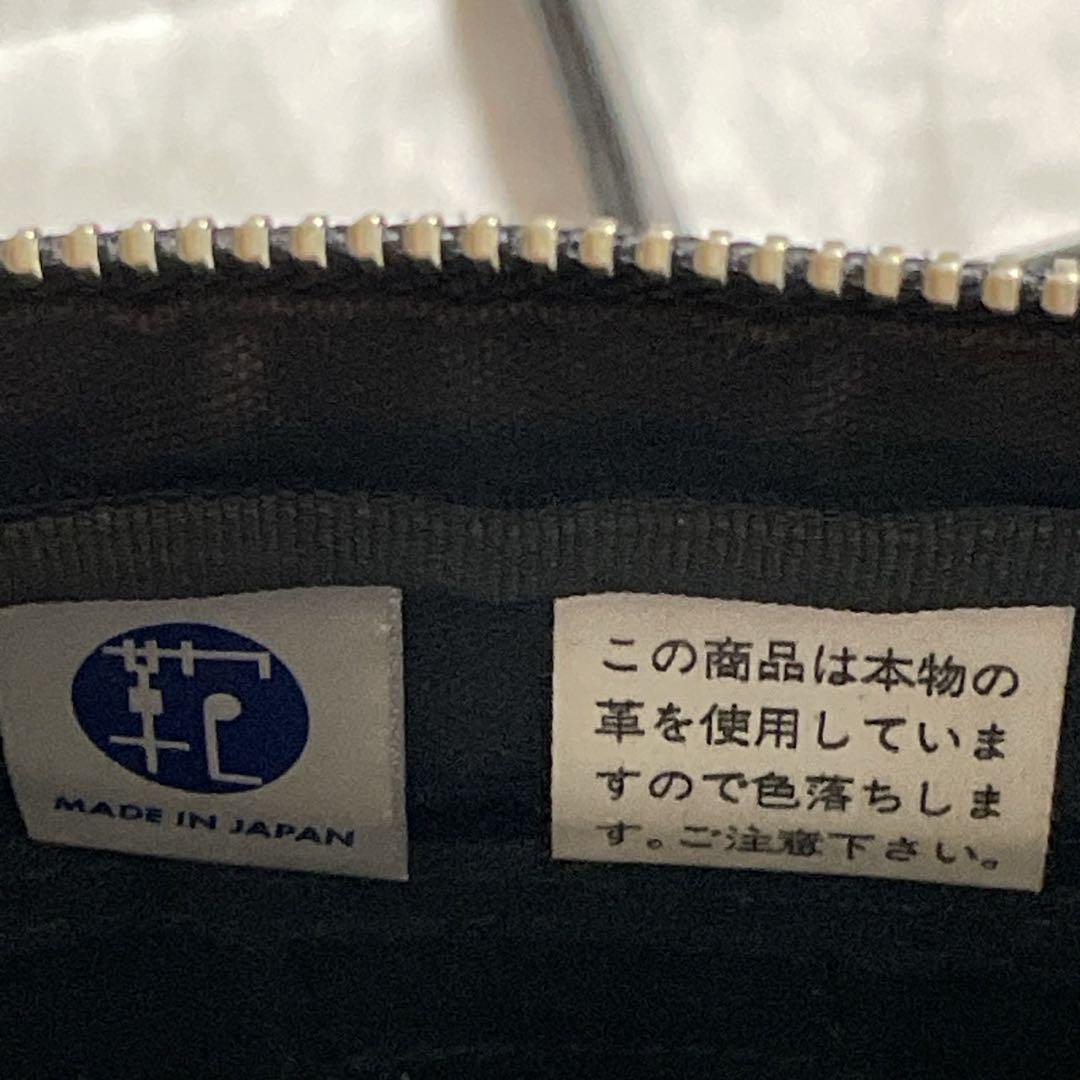 MADE IN JAPAN
この商品は本物の
革を使用していま
すので色落ちしま
す。ご注意下さい。